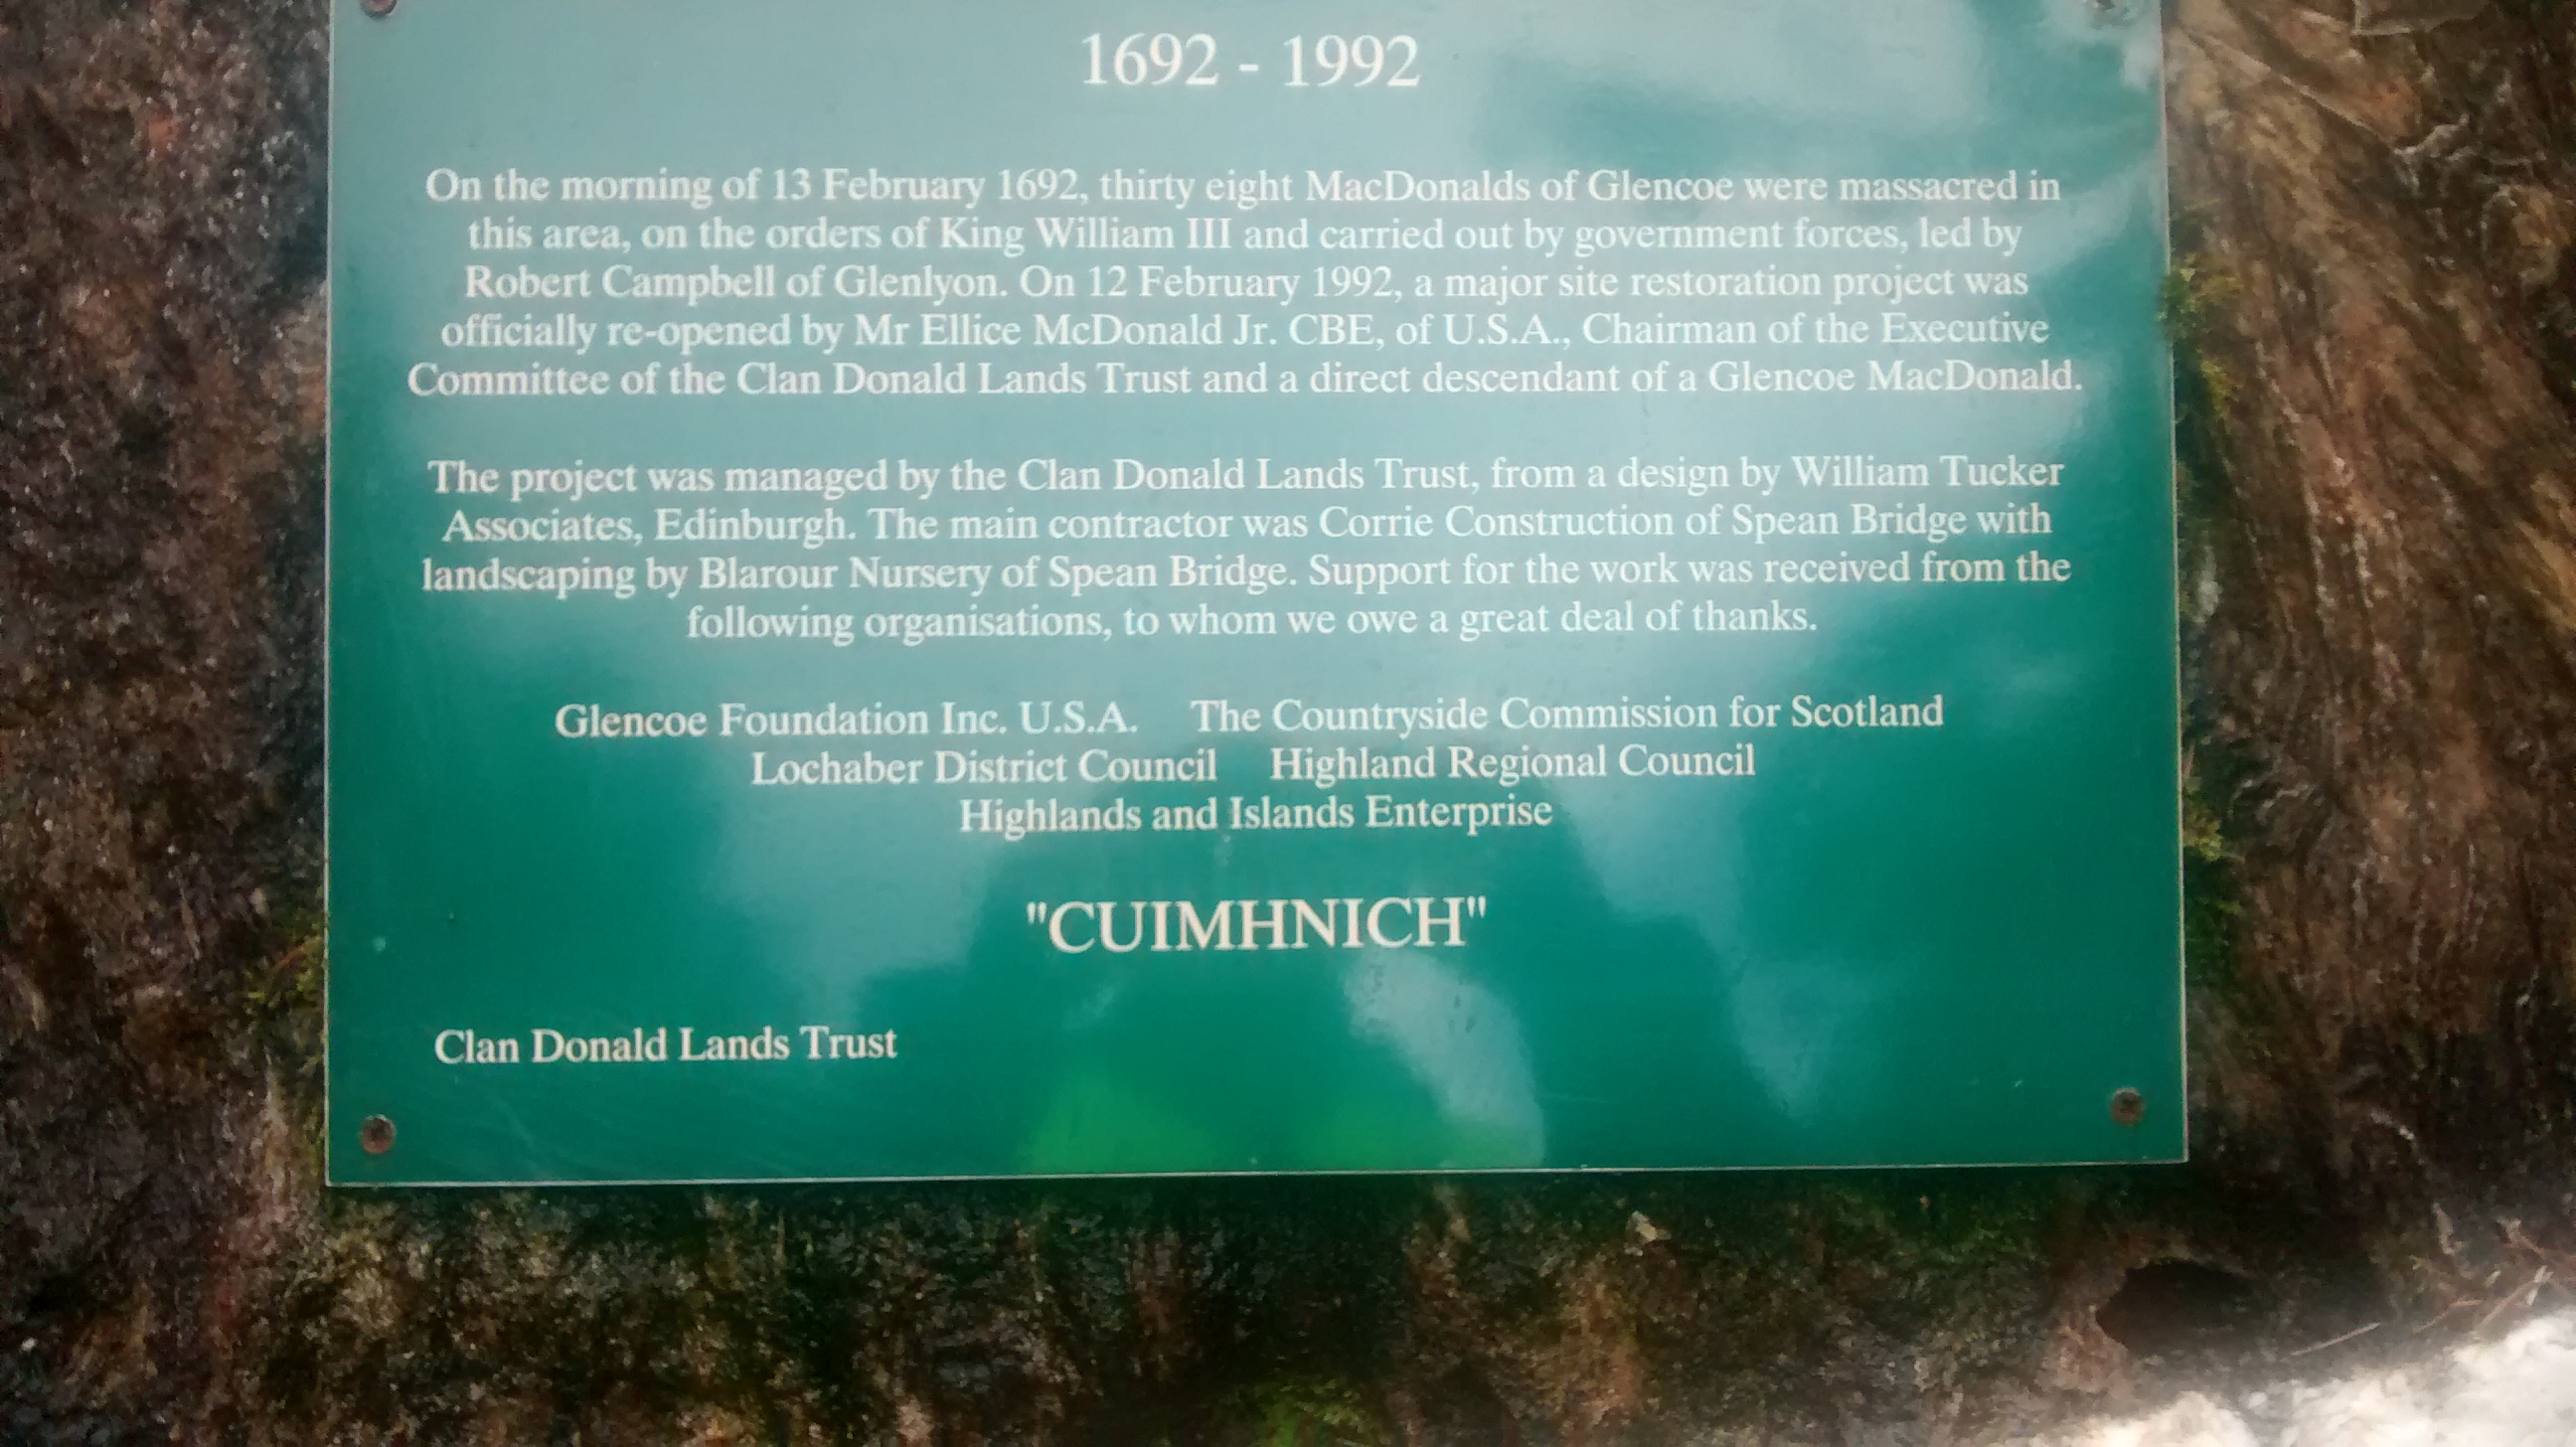 1692 - 1992
On the morning of 13 February 1692, thirty eight MacDonalds of Glencoe were massacred in
this area, on the orders of King William III and carried out by government forces, led by
Robert Campbell of Glenlyon. On 12 February 1992, a major site restoration project was
officially re-opened by Mr Ellice McDonald Jr. CBE, of U.S.A., Chairman of the Executive
Committee of the Clan Donald Lands Trust and a direct descendant of a Glencoe MacDonald.
The project was managed by the Clan Donald Lands Trust, from a design by William Tucker
Associates, Edinburgh. The main contractor was Corrie Construction of Spean Bridge with
landscaping by Blarour Nursery of Spean Bridge. Support for the work was received from the
following organisations, to whom we owe a great deal of thanks.
Glencoe Foundation Inc. U.S.A. The Countryside Commission for Scotland
Lochaber District Council Highland Regional Council
Highlands and Islands Enterprise
"CUIMHNICH"
Clan Donald Lands Trust